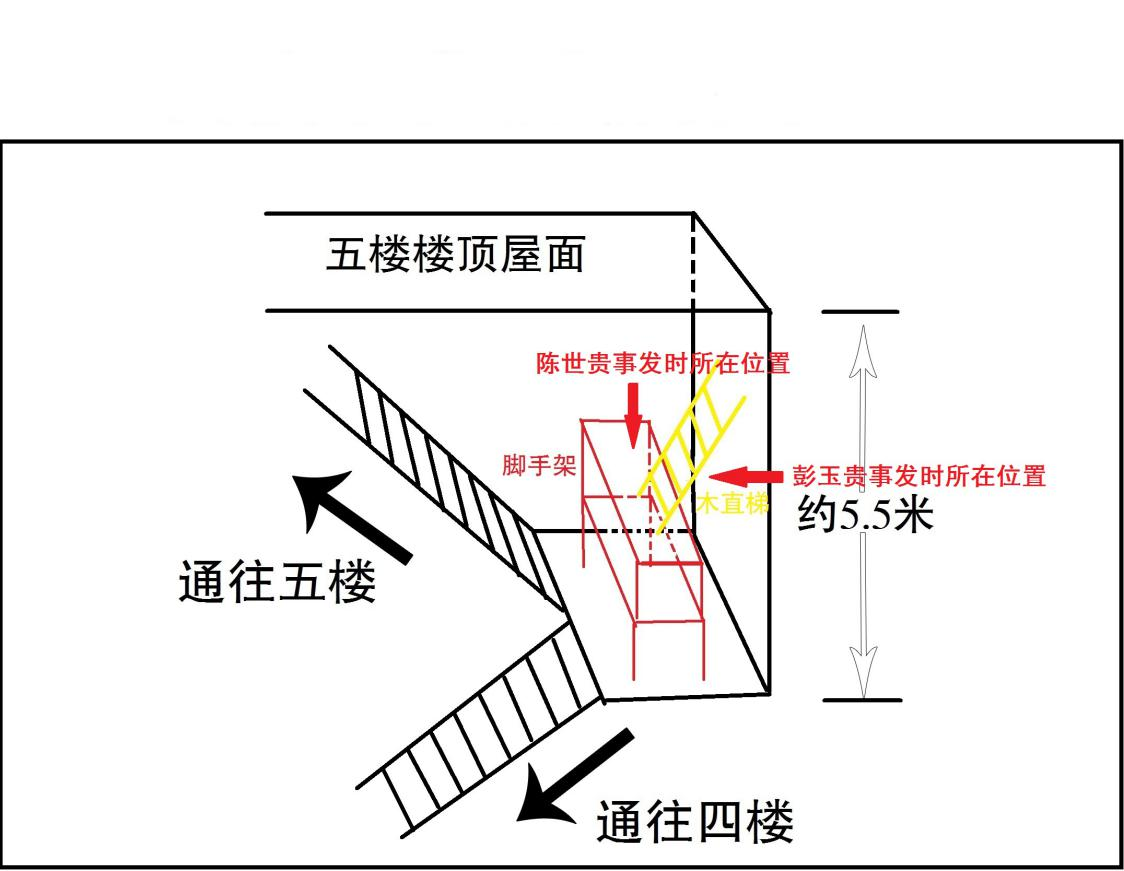 五楼楼顶屋面
陈世贵事发时所在位置
脚手架
彭玉贵事发时所在位置
木直梯
约5.5米
通往五楼
通往四楼